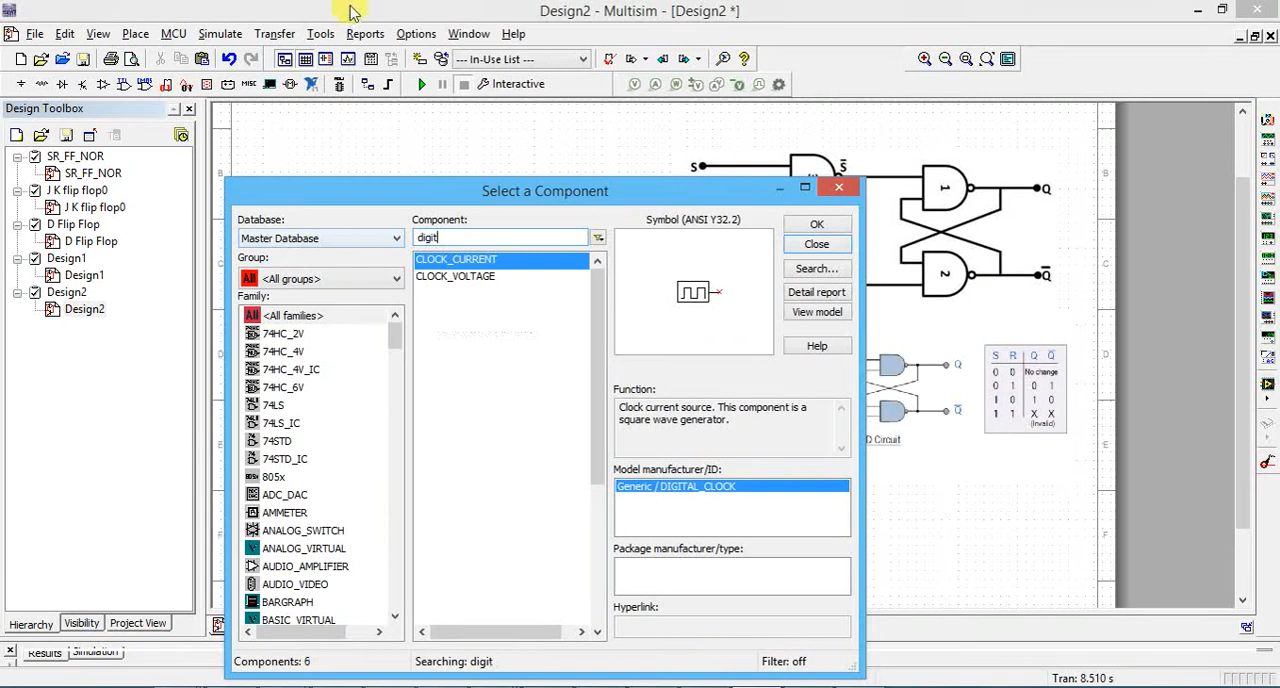 Design2 - Multisim - [Design2 *]
File Edit View Place MCU Simulate Transfer Tools Reports Options Window Help
-- In-Use List --
MISC Interactive
V A W V A V
Design Toolbox
SR_FF_NOR
SR_FF_NOR
J K flip flop0
J K flip flop0
D Flip Flop
D Flip Flop
Design1
Design1
Design2
Design2
Hierarchy Visibility Project View
Select a Component
Database:
Master Database
Group:
All <All groups>
Family:
All <All families>
74HC_2V
74HC_4V
74HC_4V_IC
74HC_6V
74LS
74LS_IC
74STD
74STD_IC
805x
ADC_DAC
AMMETER
ANALOG_SWITCH
ANALOG_VIRTUAL
AUDIO_AMPLIFIER
AUDIO_VIDEO
BARGRAPH
BASIC_VIRTUAL
Component:
digit
CLOCK_CURRENT
CLOCK_VOLTAGE
Symbol (ANSI Y32.2)
Function:
Clock current source. This component is a
square wave generator.
Model manufacturer/ID:
Generic / DIGITAL_CLOCK
Package manufacturer/type:
Hyperlink:
OK
Close
Search...
Detail report
View model
Help
Components: 6 Searching: digit Filter: off
S S̅ 1 Q
2 Q̅
Q
Q̅
D Circuit
S R Q Q̅
0 0 No change
0 1 0 1
1 0 1 0
1 1 X X
(Invalid)
B B
D D
Results Simulation
Tran: 8.510 s